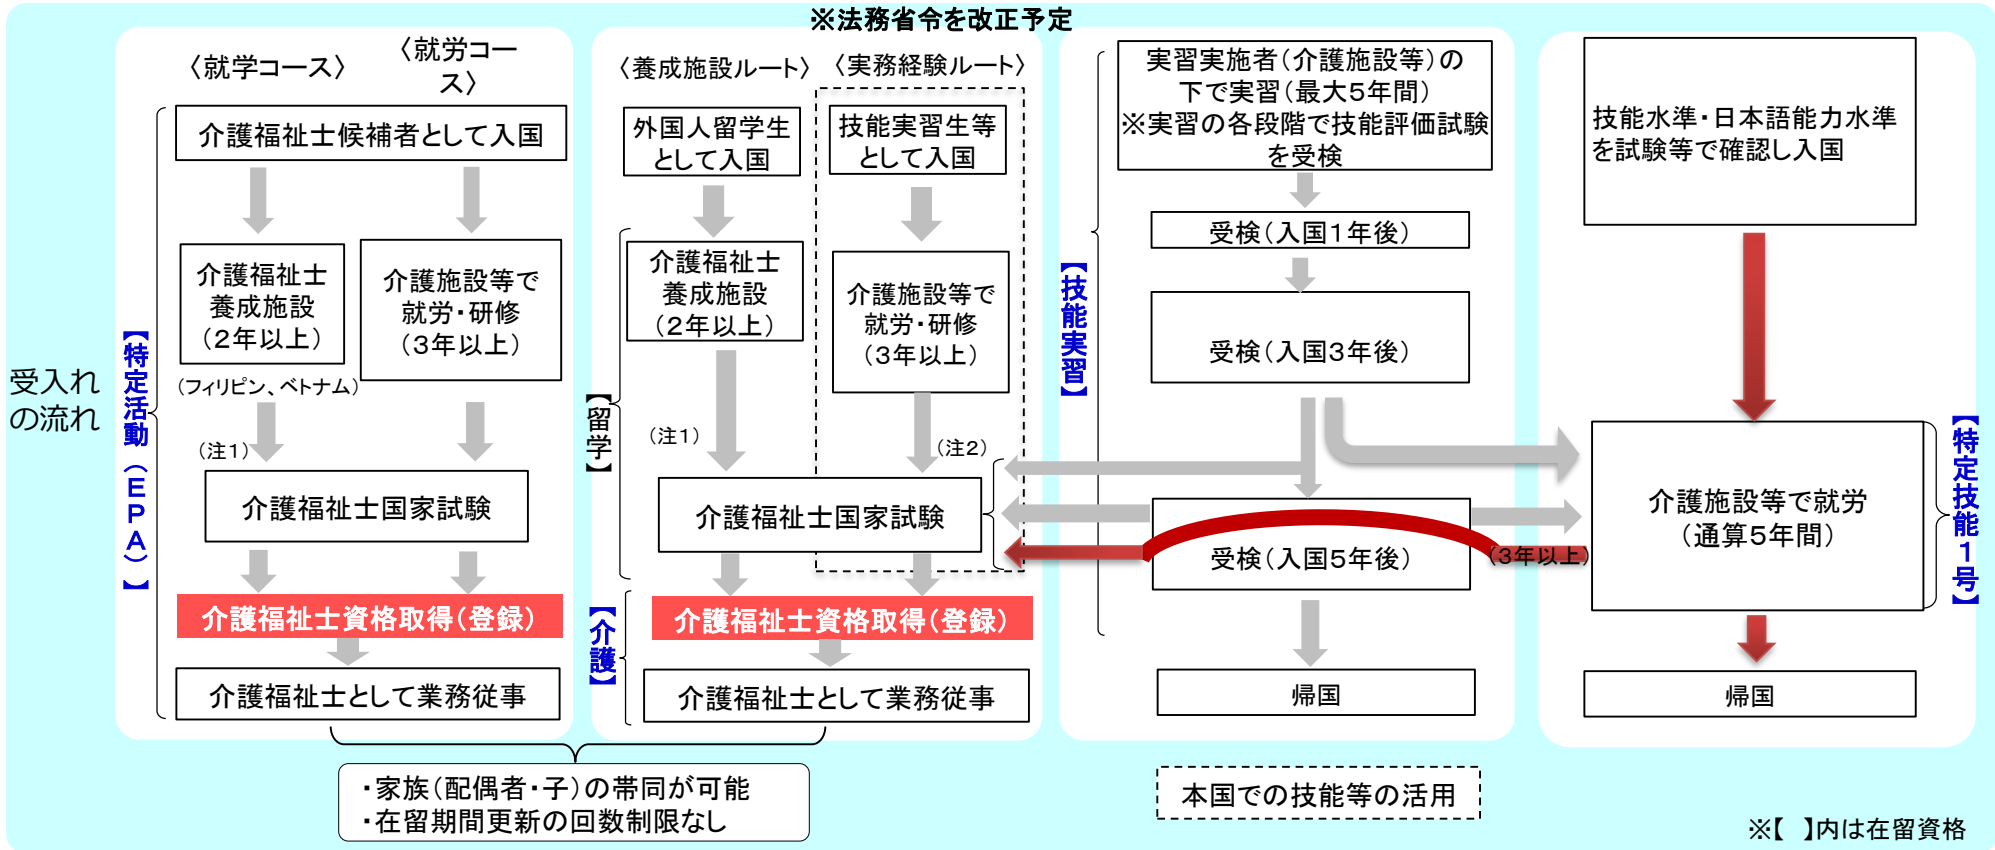 ※法務省令を改正予定
受入れ
の流れ
【特定活動（ＥＰＡ）】
〈就学コース〉
〈就労コー
ス〉
介護福祉士候補者として入国
介護福祉士
養成施設
（２年以上）
（フィリピン、ベトナム）
介護施設等で
就労・研修
（３年以上）
（注１）
介護福祉士国家試験
介護福祉士資格取得（登録）
介護福祉士として業務従事
【留学】
【介護】
〈養成施設ルート〉
〈実務経験ルート〉
外国人留学生
として入国
技能実習生等
として入国
介護福祉士
養成施設
（２年以上）
介護施設等で
就労・研修
（３年以上）
（注１）
（注２）
介護福祉士国家試験
介護福祉士資格取得（登録）
介護福祉士として業務従事
・家族（配偶者・子）の帯同が可能
・在留期間更新の回数制限なし
【技能実習】
実習実施者（介護施設等）の
下で実習（最大５年間）
※実習の各段階で技能評価試験
を受検
受検（入国１年後）
受検（入国３年後）
受検（入国５年後）
帰国
本国での技能等の活用
技能水準・日本語能力水準
を試験等で確認し入国
（３年以上）
介護施設等で就労
（通算５年間）
【特定技能１号】
帰国
※【　】内は在留資格